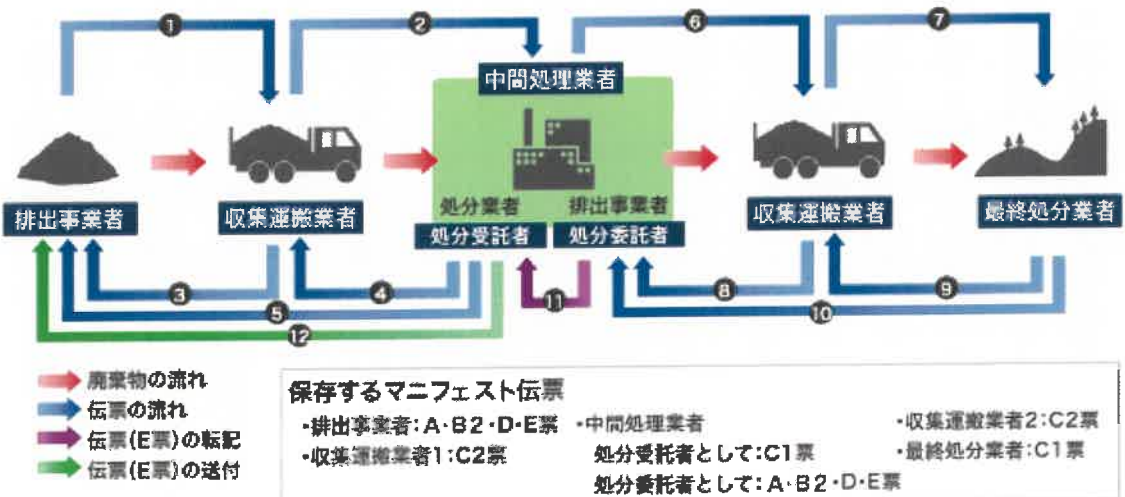 1
2
6
7
中間処理業者
処分業者
排出事業者
排出事業者
収集運搬業者
処分受託者
処分委託者
収集運搬業者
最終処分業者
3
4
11
8
9
5
10
12
廃棄物の流れ
伝票の流れ
伝票(E票)の転記
伝票(E票)の送付
保存するマニフェスト伝票
・排出事業者:A・B2・D・E票
・収集運搬業者1:C2票
・中間処理業者
処分受託者として:C1票
処分委託者として:A・B2・D・E票
・収集運搬業者2:C2票
・最終処分業者:C1票